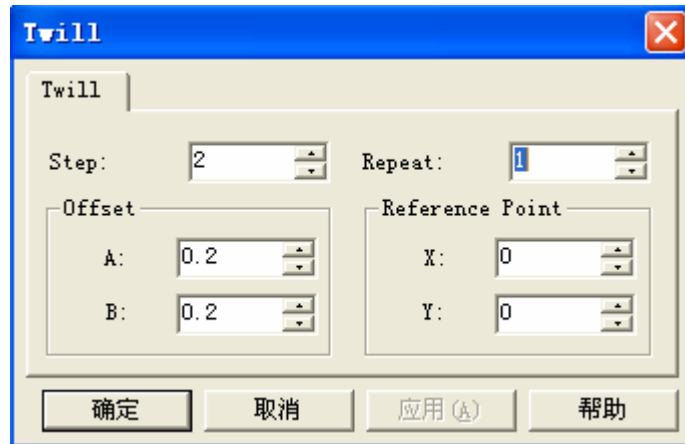 Twill
Twill
Step: 2 Repeat: 1
Offset Reference Point
A: 0.2 X: 0
B: 0.2 Y: 0
确定 取消 应用(A) 帮助